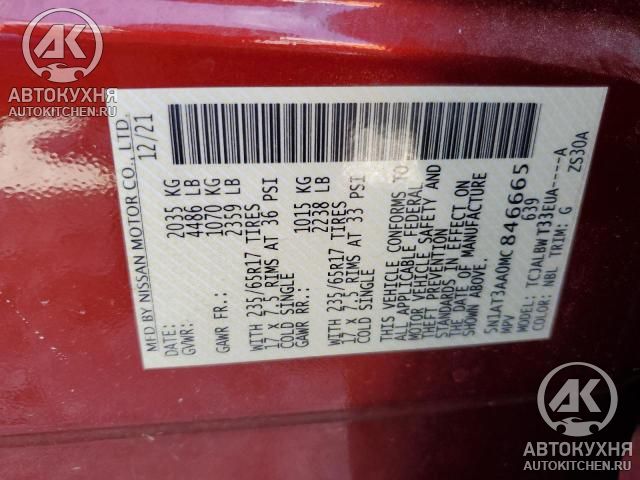 AK
АВТОКУХНЯ
AUTOKITCHEN.RU
MFD BY NISSAN MOTOR CO., LTD.
12/21
GVWR: 2035 KG
4486 LB
GAWR FR.: 1070 KG
2359 LB
WITH 235/65R17 TIRES
17 X 7.5 RIMS AT 36 PSI
COLD SINGLE
GAWR RR.: 1015 KG
2238 LB
WITH 235/65R17 TIRES
17 X 7.5 RIMS AT 33 PSI
COLD SINGLE
THIS VEHICLE CONFORMS TO
ALL APPLICABLE FEDERAL
MOTOR VEHICLE SAFETY AND
THEFT PREVENTION
STANDARDS IN EFFECT ON
THE DATE OF MANUFACTURE
SHOWN ABOVE.
5N1AT3AA0MC846665
MPV 639
MODEL: TCJALBWT33EUA-----A
COLOR: NBL TRIM: G ZS30A
AK
АВТОКУХНЯ
AUTOKITCHEN.RU